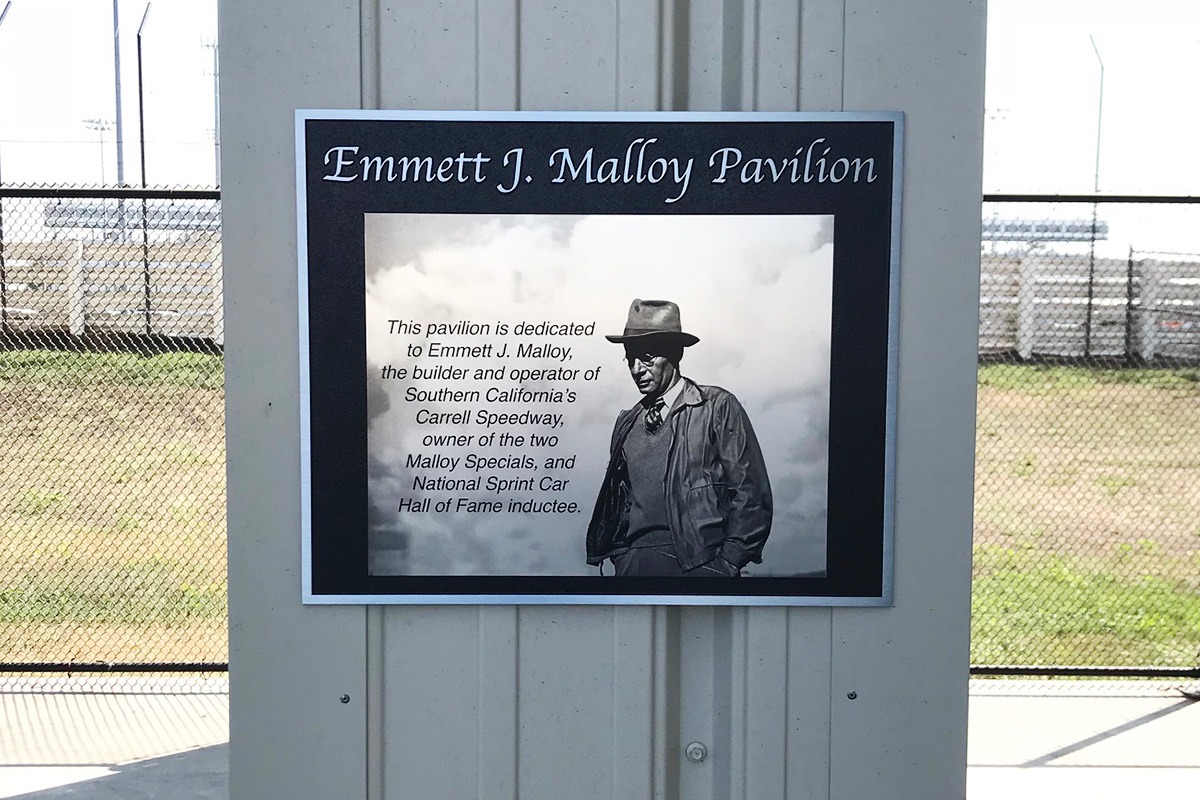 Emmett J. Malloy Pavilion
This pavilion is dedicated
to Emmett J. Malloy,
the builder and operator of
Southern California's
Carrell Speedway,
owner of the two
Malloy Specials, and
National Sprint Car
Hall of Fame inductee.